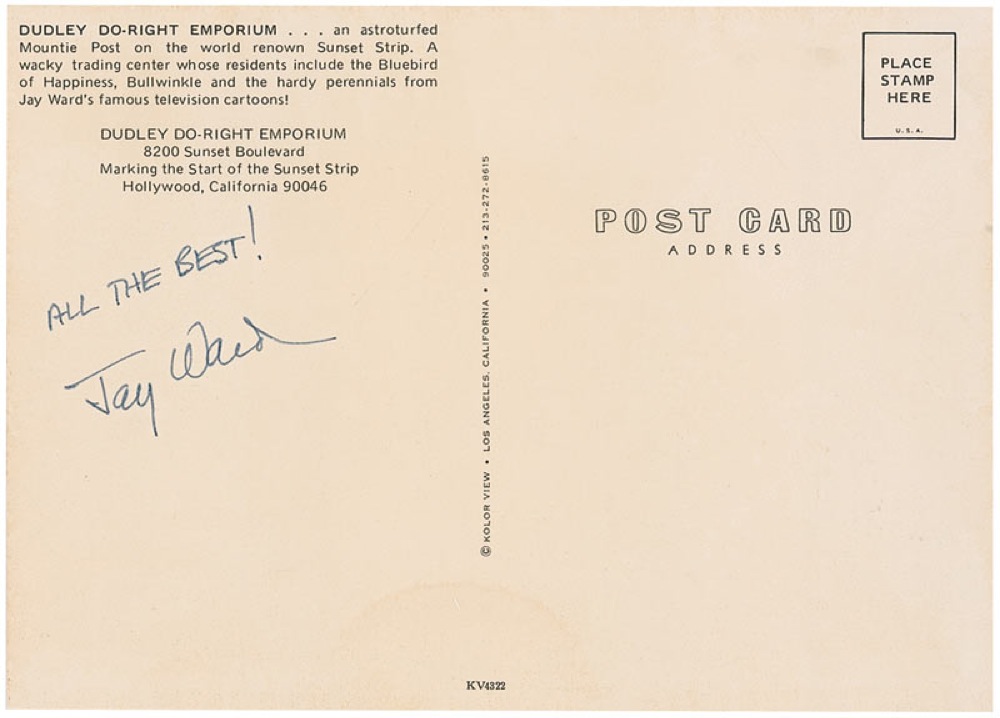 DUDLEY DO-RIGHT EMPORIUM . . . an astroturfed
Mountie Post on the world renown Sunset Strip. A
wacky trading center whose residents include the Bluebird
of Happiness, Bullwinkle and the hardy perennials from
Jay Ward's famous television cartoons!
DUDLEY DO-RIGHT EMPORIUM
8200 Sunset Boulevard
Marking the Start of the Sunset Strip
Hollywood, California 90046
ALL THE BEST!
Jay Ward
© KOLOR VIEW • LOS ANGELES, CALIFORNIA • 90025 • 213-272-8615
PLACE
STAMP
HERE
U.S.A.
POST CARD
ADDRESS
KV4322